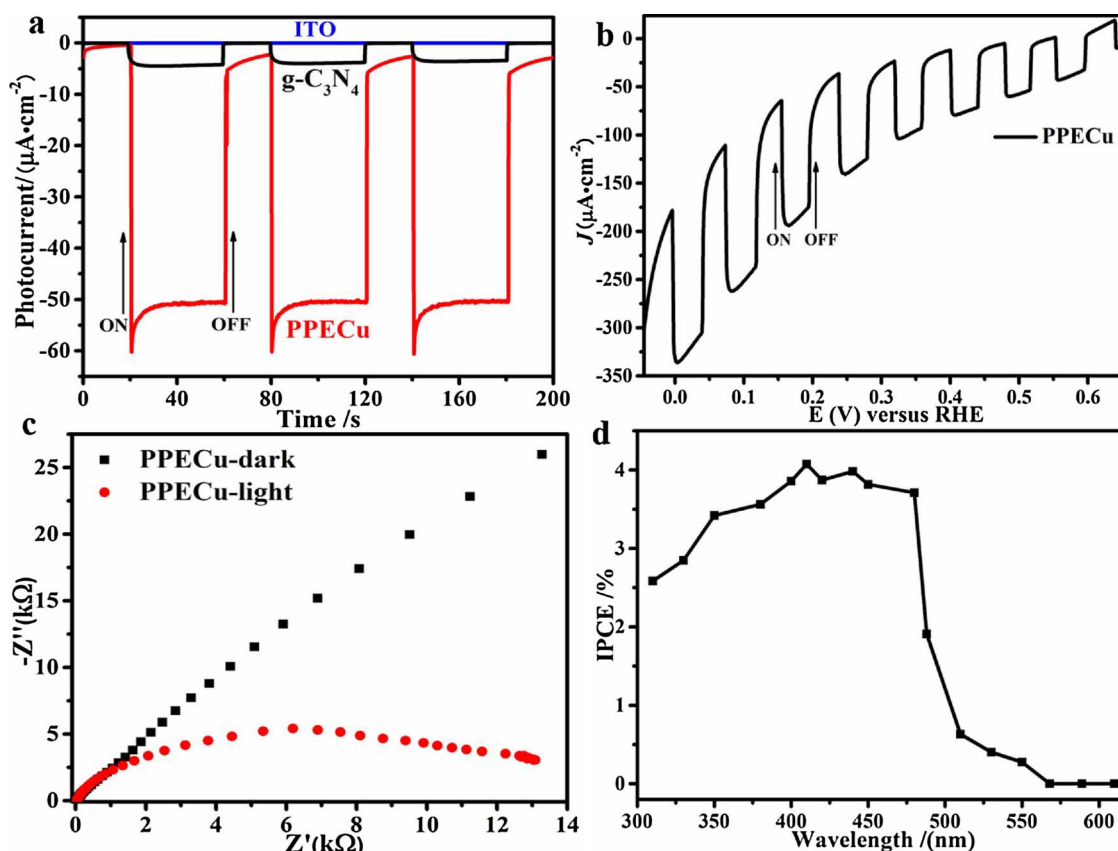 a
ITO
g-C₃N₄
PPECu
ON
OFF
Photocurrent/(μA•cm⁻²)
0
-10
-20
-30
-40
-50
-60
0 40 80 120 160 200
Time /s
b
PPECu
ON
OFF
J(μA•cm⁻²)
0
-50
-100
-150
-200
-250
-300
-350
0.0 0.1 0.2 0.3 0.4 0.5 0.6
E (V) versus RHE
c
PPECu-dark
PPECu-light
-Z''(kΩ)
25
20
15
10
5
0
0 2 4 6 8 10 12 14
Z'(kΩ)
d
IPCE /%
4
3
2
1
0
300 350 400 450 500 550 600
Wavelength /(nm)